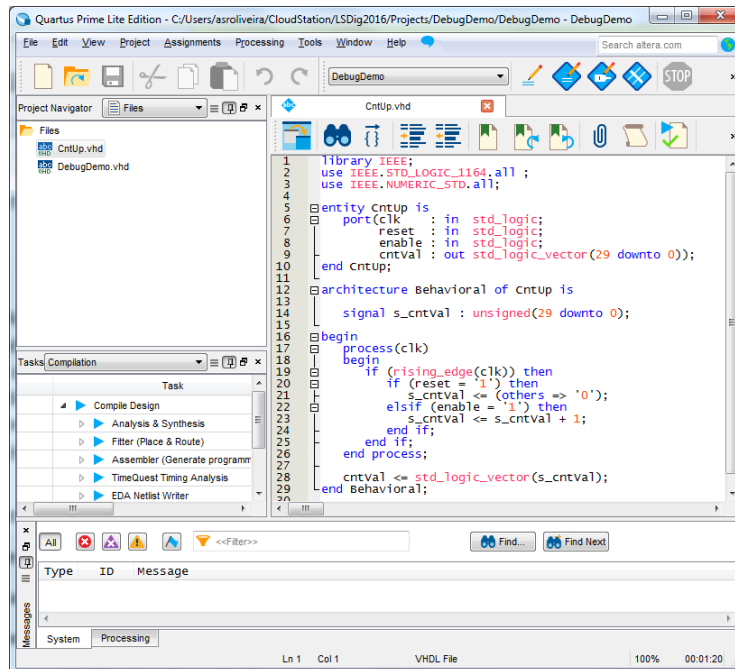 Quartus Prime Lite Edition - C:/Users/asroliveira/CloudStation/LSDig2016/Projects/DebugDemo/DebugDemo - DebugDemo
File Edit View Project Assignments Processing Tools Window Help Search altera.com
DebugDemo STOP »
Project Navigator Files
Files
abc VHD CntUp.vhd
abc VHD DebugDemo.vhd
Tasks Compilation
Task
Compile Design
Analysis & Synthesis
Fitter (Place & Route)
Assembler (Generate programm
TimeQuest Timing Analysis
EDA Netlist Writer
abc CntUp.vhd
»
1 library IEEE;
2 use IEEE.STD_LOGIC_1164.all ;
3 use IEEE.NUMERIC_STD.all;
4
5 entity CntUp is
6 port(clk : in std_logic;
7 reset : in std_logic;
8 enable : in std_logic;
9 cntVal : out std_logic_vector(29 downto 0));
10 end CntUp;
11
12 architecture Behavioral of CntUp is
13
14 signal s_cntVal : unsigned(29 downto 0);
15
16 begin
17 process(clk)
18 begin
19 if (rising_edge(clk)) then
20 if (reset = '1') then
21 s_cntVal <= (others => '0');
22 elsif (enable = '1') then
23 s_cntVal <= s_cntVal + 1;
24 end if;
25 end if;
26 end process;
27
28 cntVal <= std_logic_vector(s_cntVal);
29 end Behavioral;
30
All <<Filter>> Find... Find Next
Type ID Message
Messages
System Processing
Ln 1 Col 1 VHDL File 100% 00:01:20